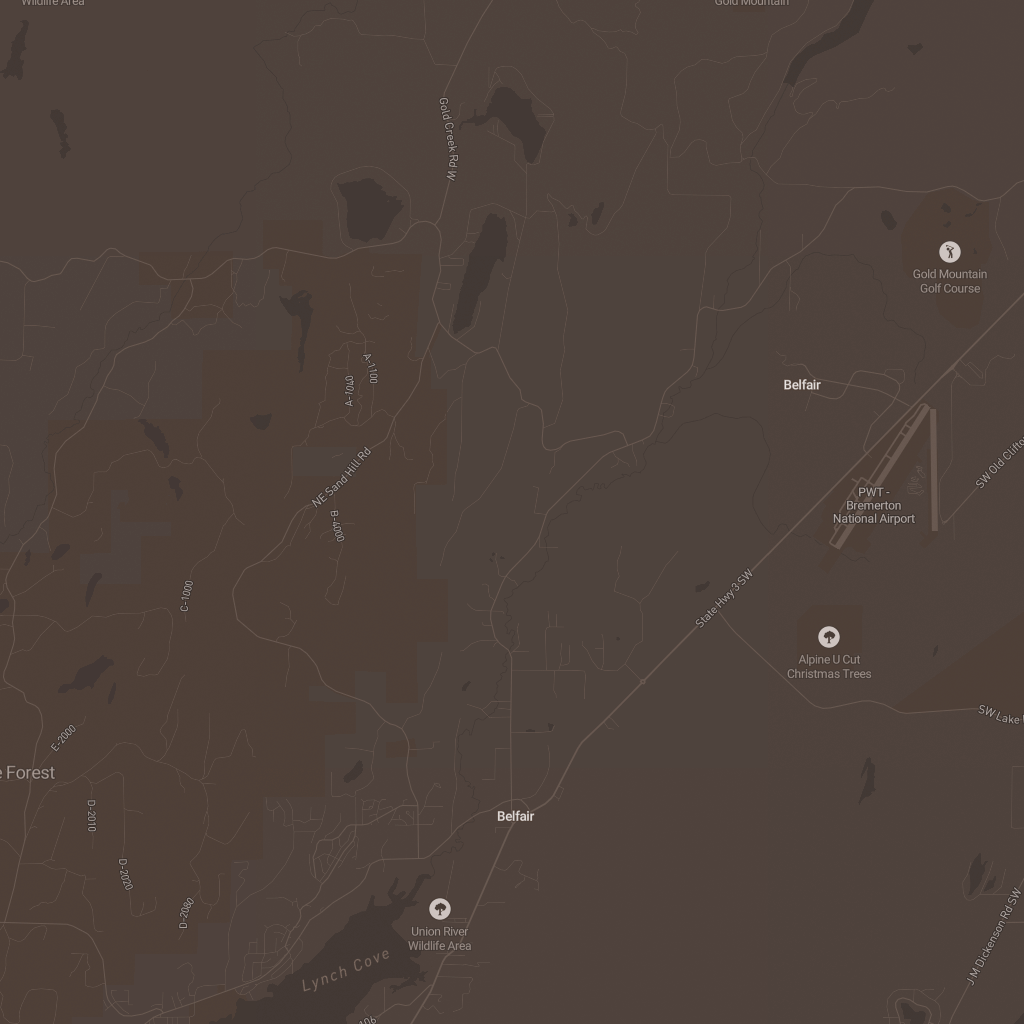 Wildlife Area
Gold Mountain
Gold Creek Rd W
Gold Mountain
Golf Course
A-1100
A-1070
Belfair
NE Sand Hill Rd
SW Old Clifto
PWT -
Bremerton
National Airport
B-4000
C-1000
State Hwy 3 SW
Alpine U Cut
Christmas Trees
SW Lake
E-2000
e Forest
D-2010
Belfair
D-2020
D-2080
Union River
Wildlife Area
Lynch Cove
J M Dickenson Rd SW
106